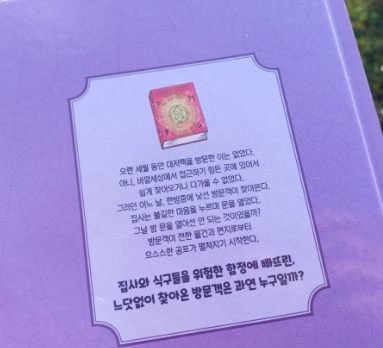 오랜 세월 동안 대저택을 방문한 이는 없었다.
아니, 바깥세상에서 접근하기 힘든 곳에 있어서
쉽게 찾아오거나 다가올 수 없었다.
그러던 어느 날, 한밤중에 낯선 방문객이 찾아온다.
집사는 불길한 마음을 누르며 문을 열었다.
그날 밤 문을 열어선 안 되는 것이었을까?
방문객이 전한 물건과 편지로부터
으스스한 공포가 펼쳐지기 시작한다.
집사와 식구들을 위험한 함정에 빠뜨린,
느닷없이 찾아온 방문객은 과연 누구일까?